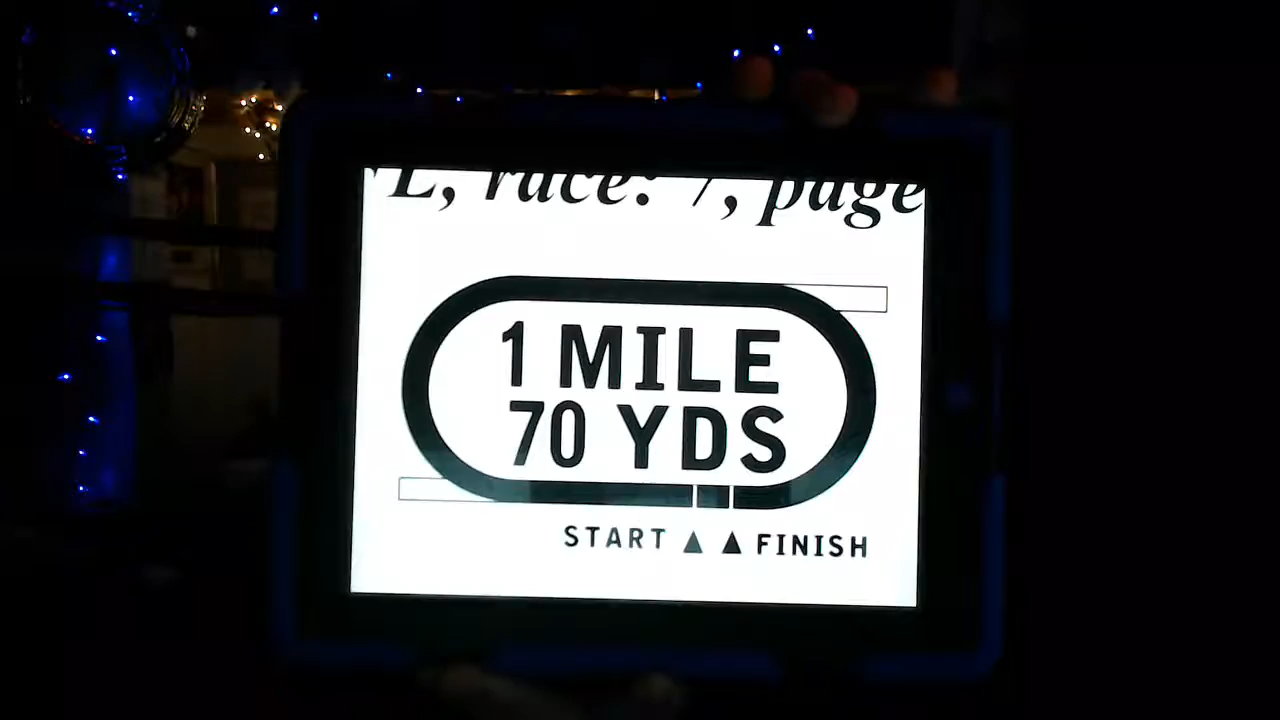 L, race: 7, page
1 MILE
70 YDS
START ▲ ▲ FINISH